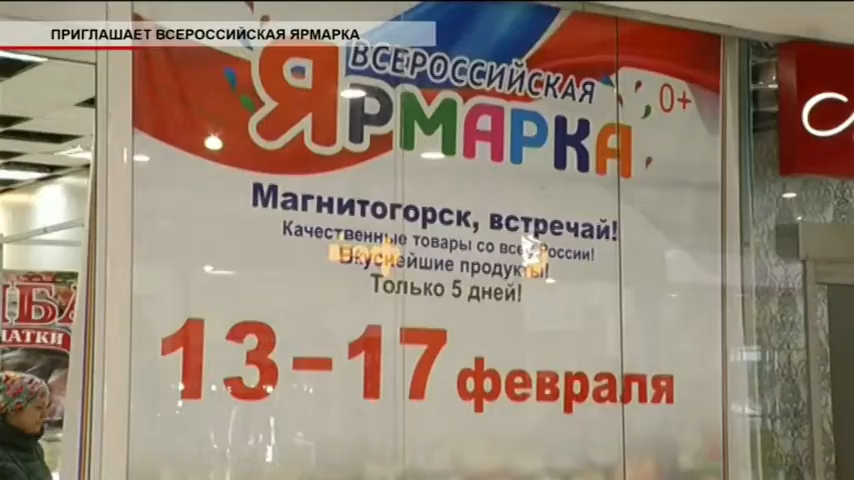 ПРИГЛАШАЕТ ВСЕРОССИЙСКАЯ ЯРМАРКА
ВСЕРОССИЙСКАЯ
ЯРМАРКА
0+
Магнитогорск, встречай!
Качественные товары со всей России!
Вкуснейшие продукты!
Только 5 дней!
13-17 февраля